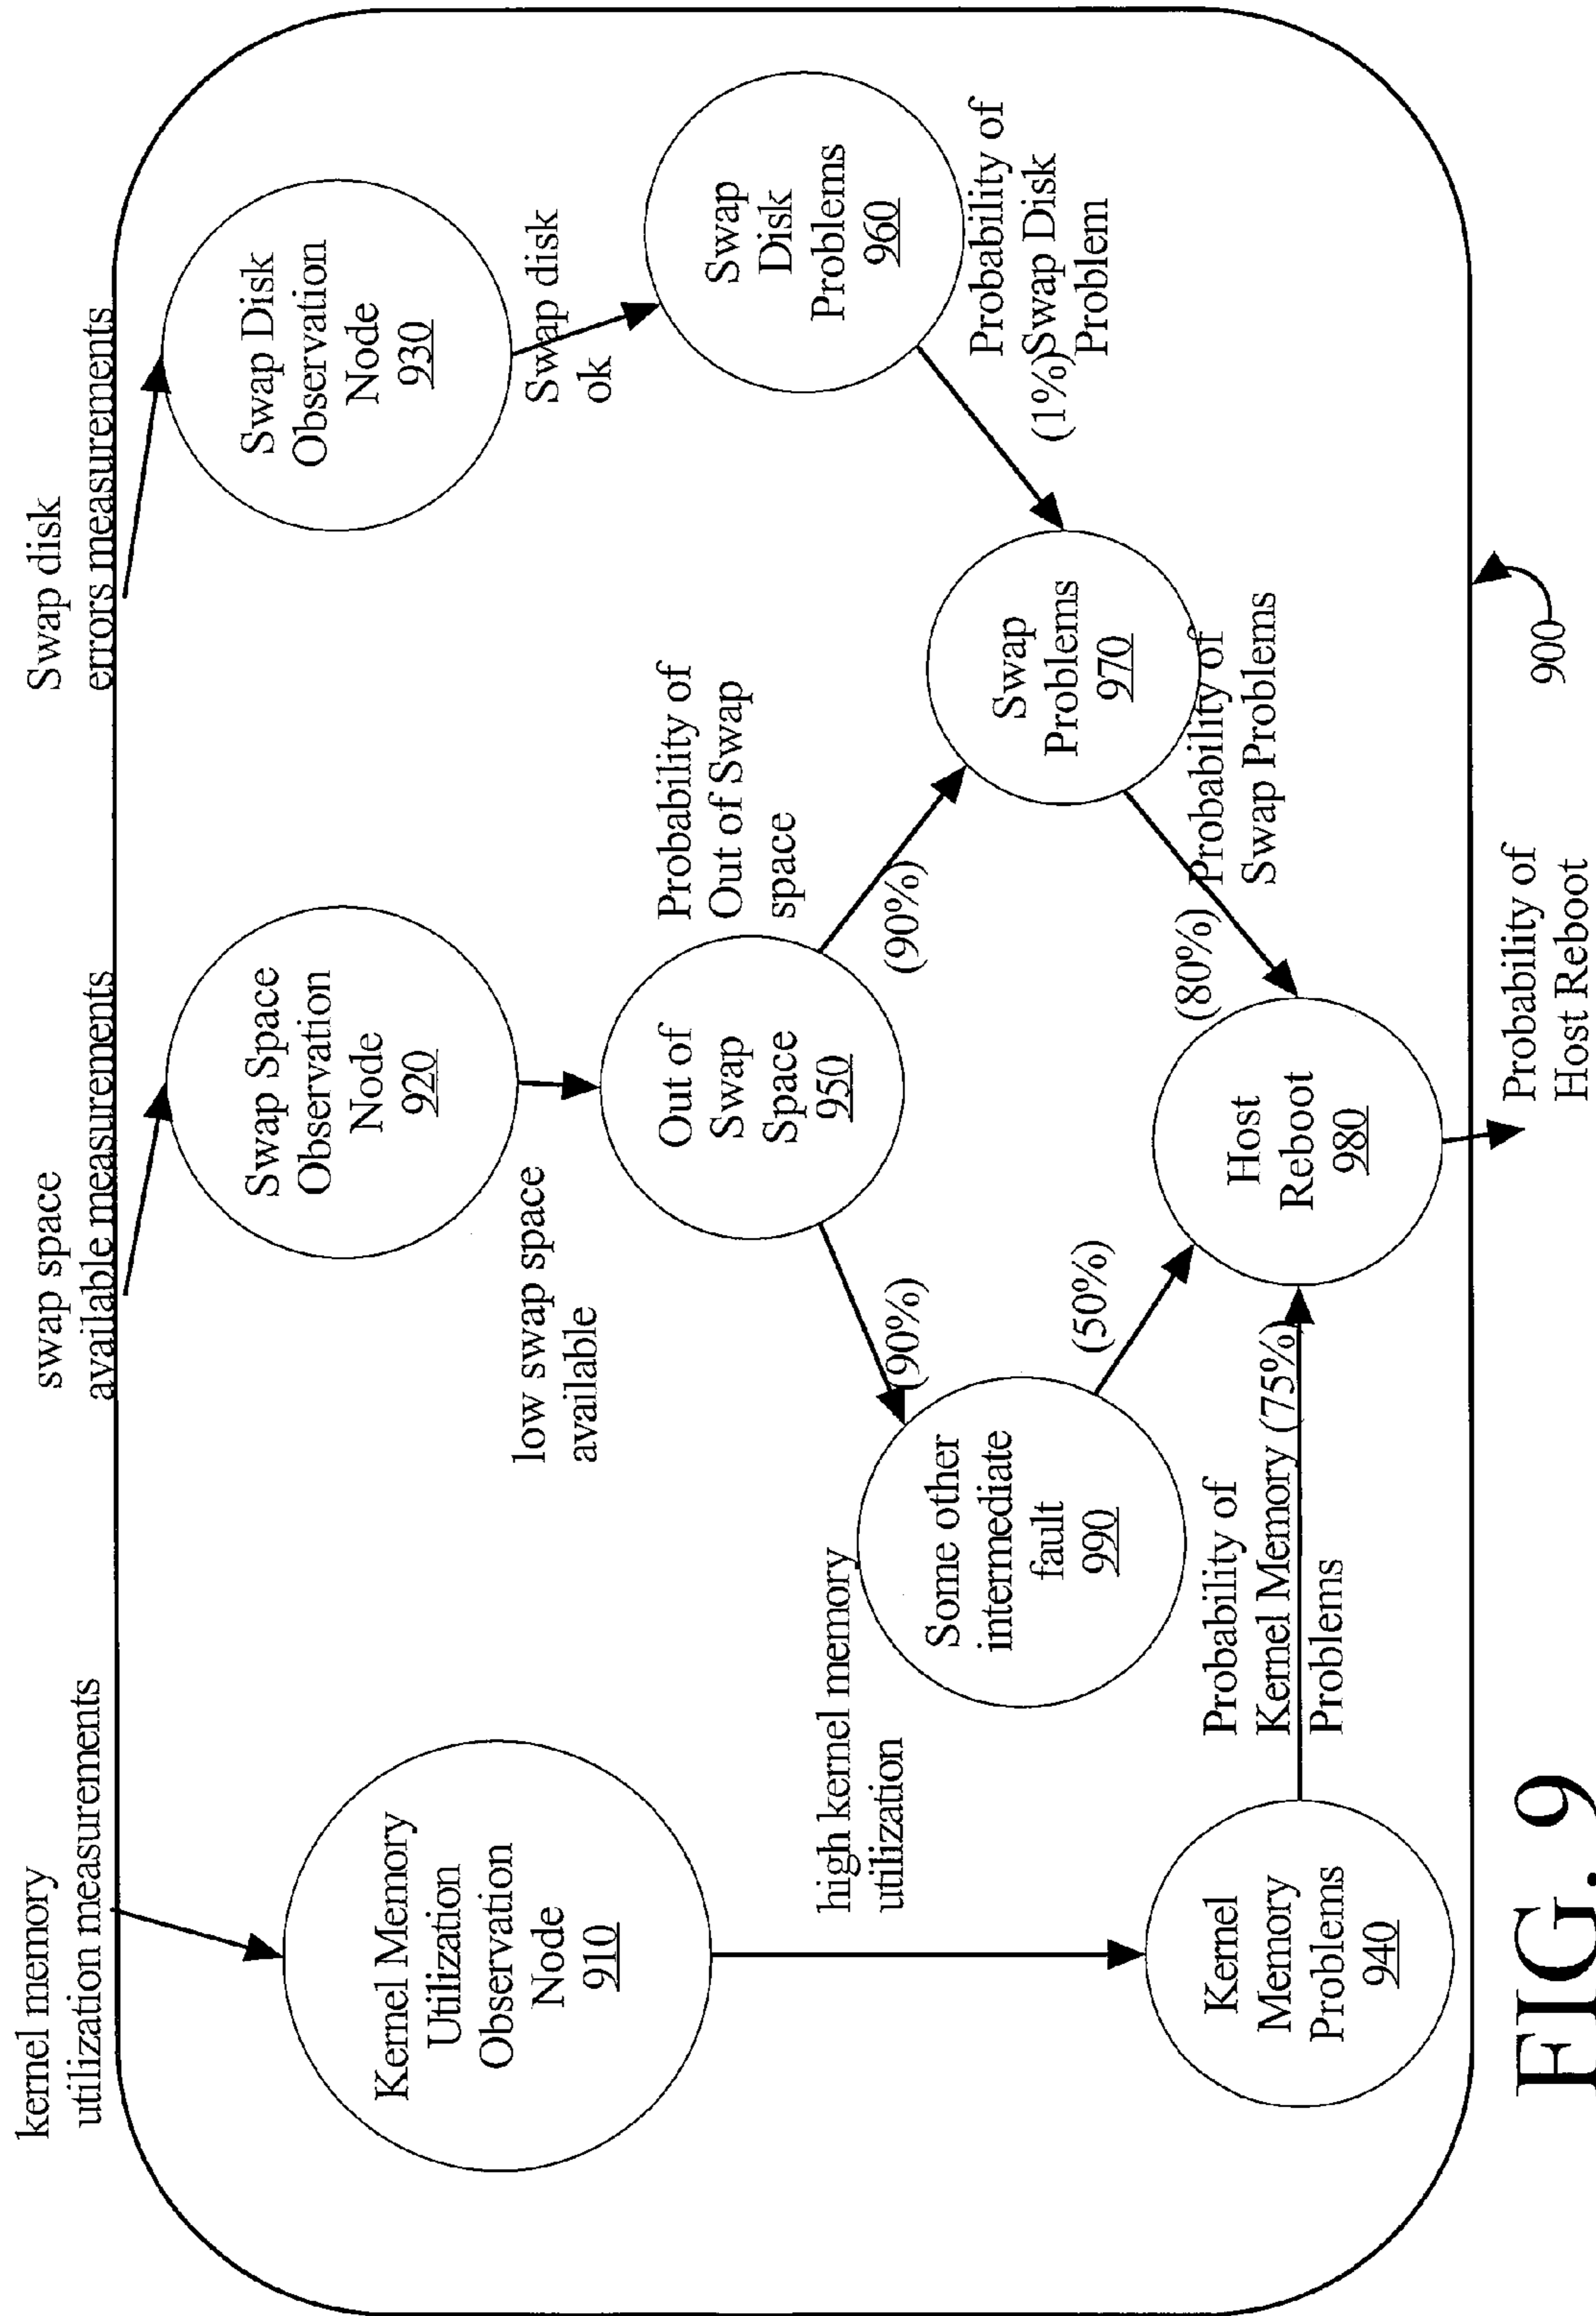 kernel memory
utilization measurements
swap space
available measurements
Swap disk
errors measurements
Kernel Memory
Utilization
Observation
Node
910
Swap Space
Observation
Node
920
Swap Disk
Observation
Node
930
low swap space
available
Swap disk
ok
Out of
Swap
Space
950
Probability of
Out of Swap
space
Swap
Disk
Problems
960
high kernel memory
utilization
(90%)
(90%)
Some other
intermediate
fault
990
Swap
Problems
970
Probability of
(1%) Swap Disk
Problem
(50%)
(80%)
Probability of
Swap Problems
Kernel
Memory
Problems
940
Probability of
Kernel Memory (75%)
Problems
Host
Reboot
980
Probability of
Host Reboot
900
FIG. 9